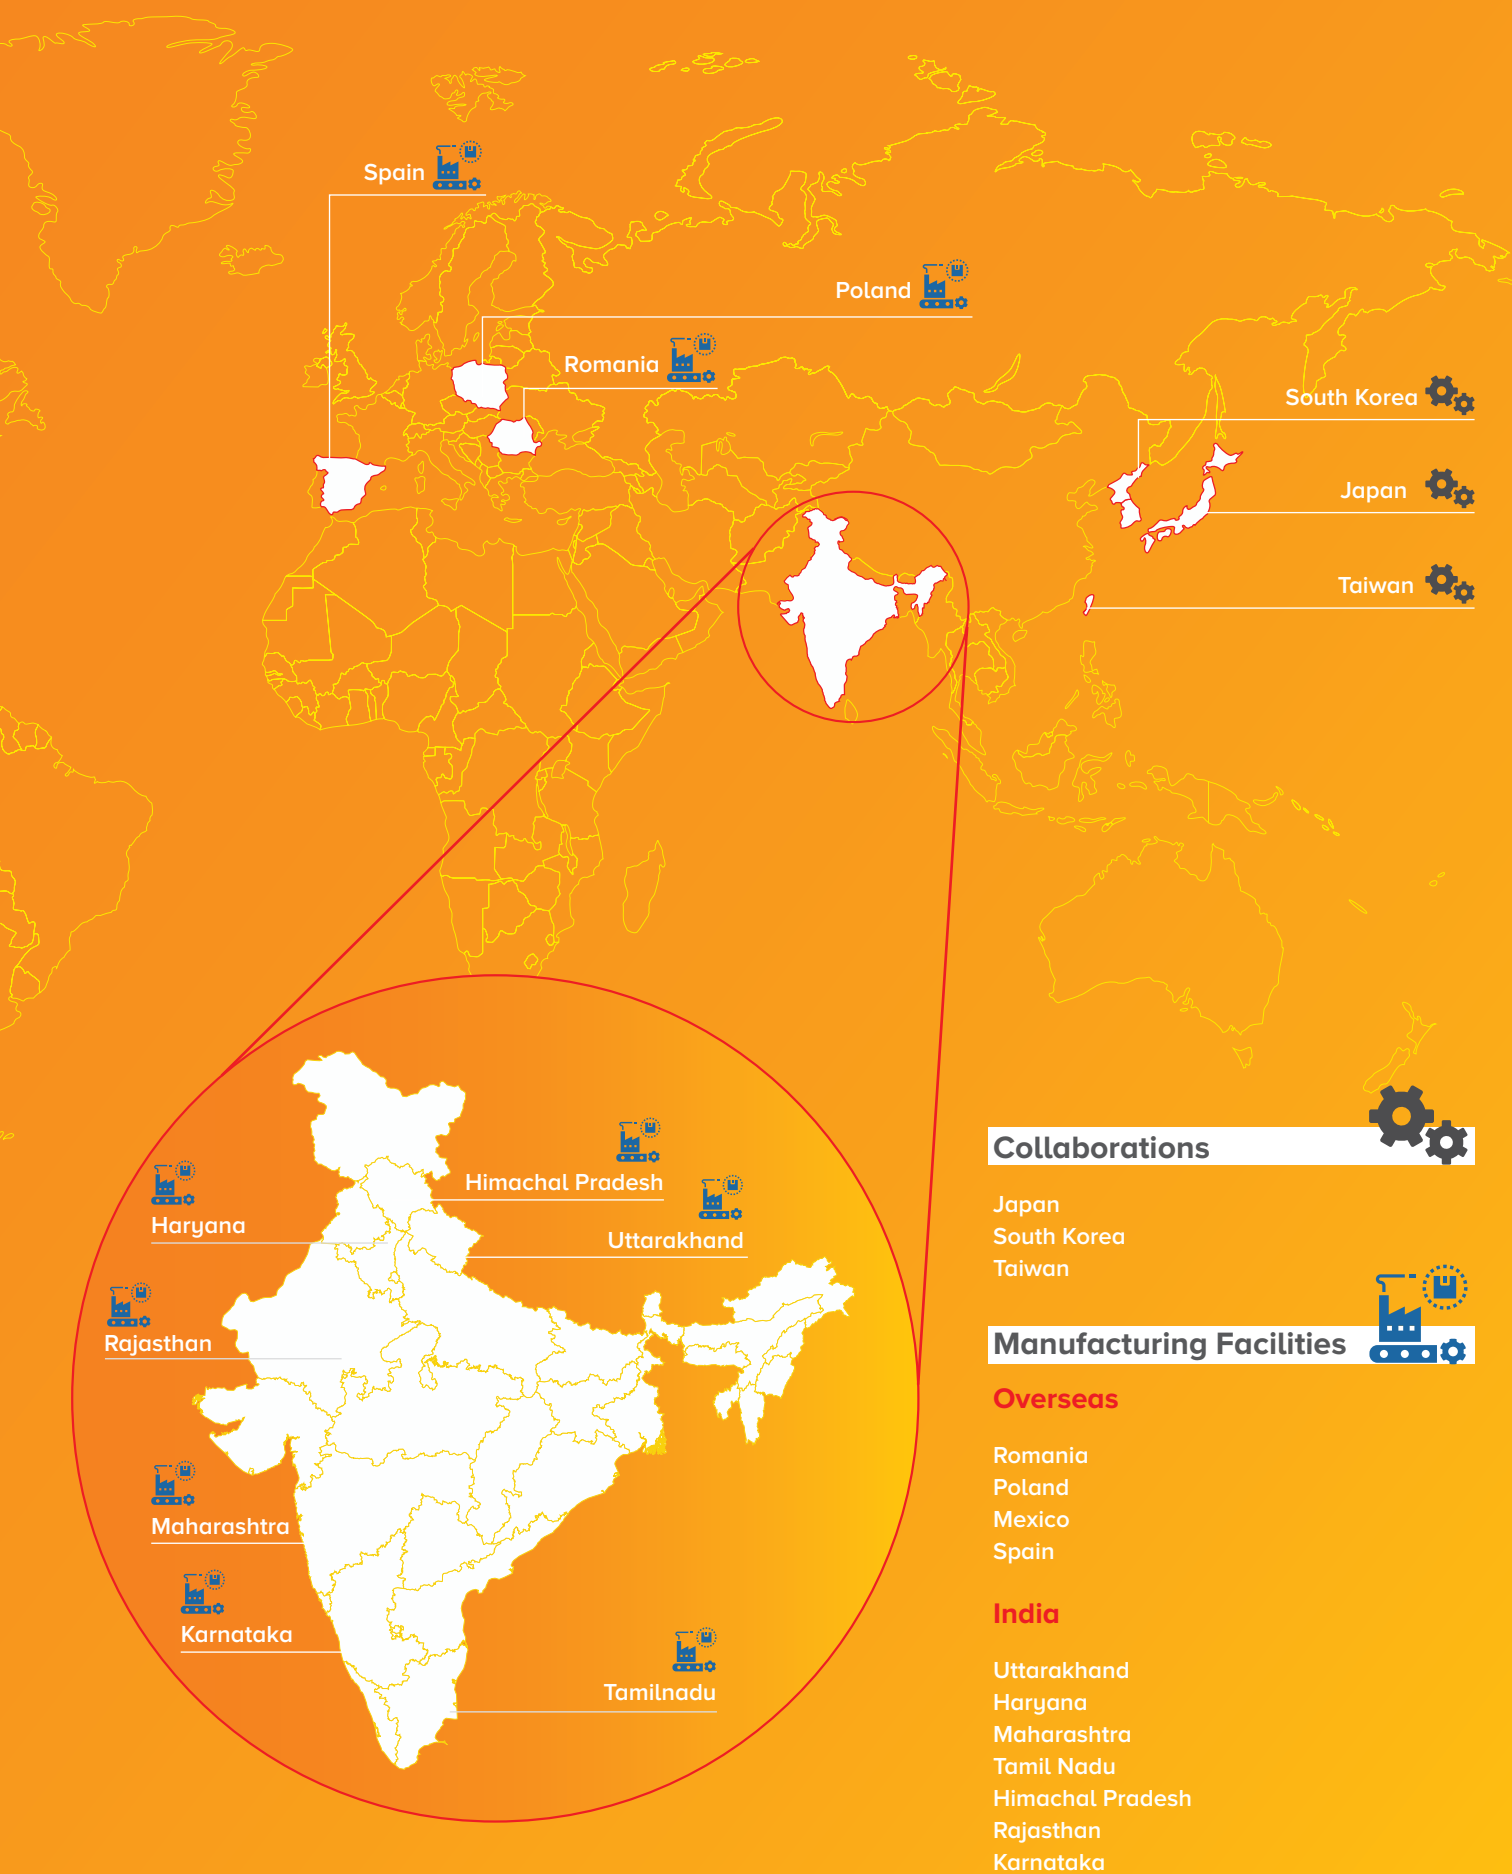 Spain
Poland
Romania
South Korea
Japan
Taiwan
Himachal Pradesh
Haryana
Uttarakhand
Rajasthan
Maharashtra
Karnataka
Tamilnadu
Collaborations
Japan
South Korea
Taiwan
Manufacturing Facilities
Overseas
Romania
Poland
Mexico
Spain
India
Uttarakhand
Haryana
Maharashtra
Tamil Nadu
Himachal Pradesh
Rajasthan
Karnataka